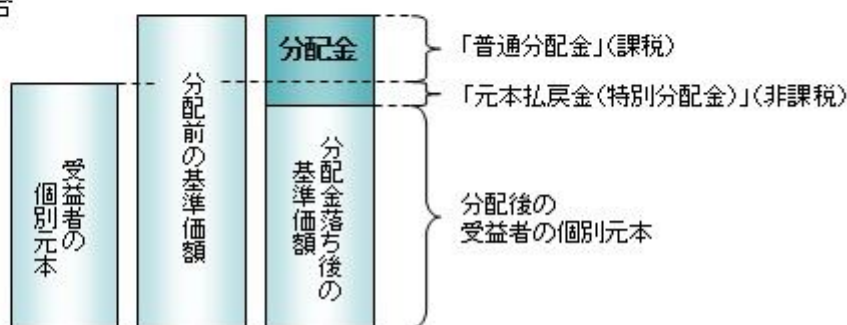 分配金
「普通分配金」(課税)
「元本払戻金(特別分配金)」(非課税)
受益者の
個別元本
分配前の基準価額
分配金落ち後の
基準価額
分配後の
受益者の個別元本